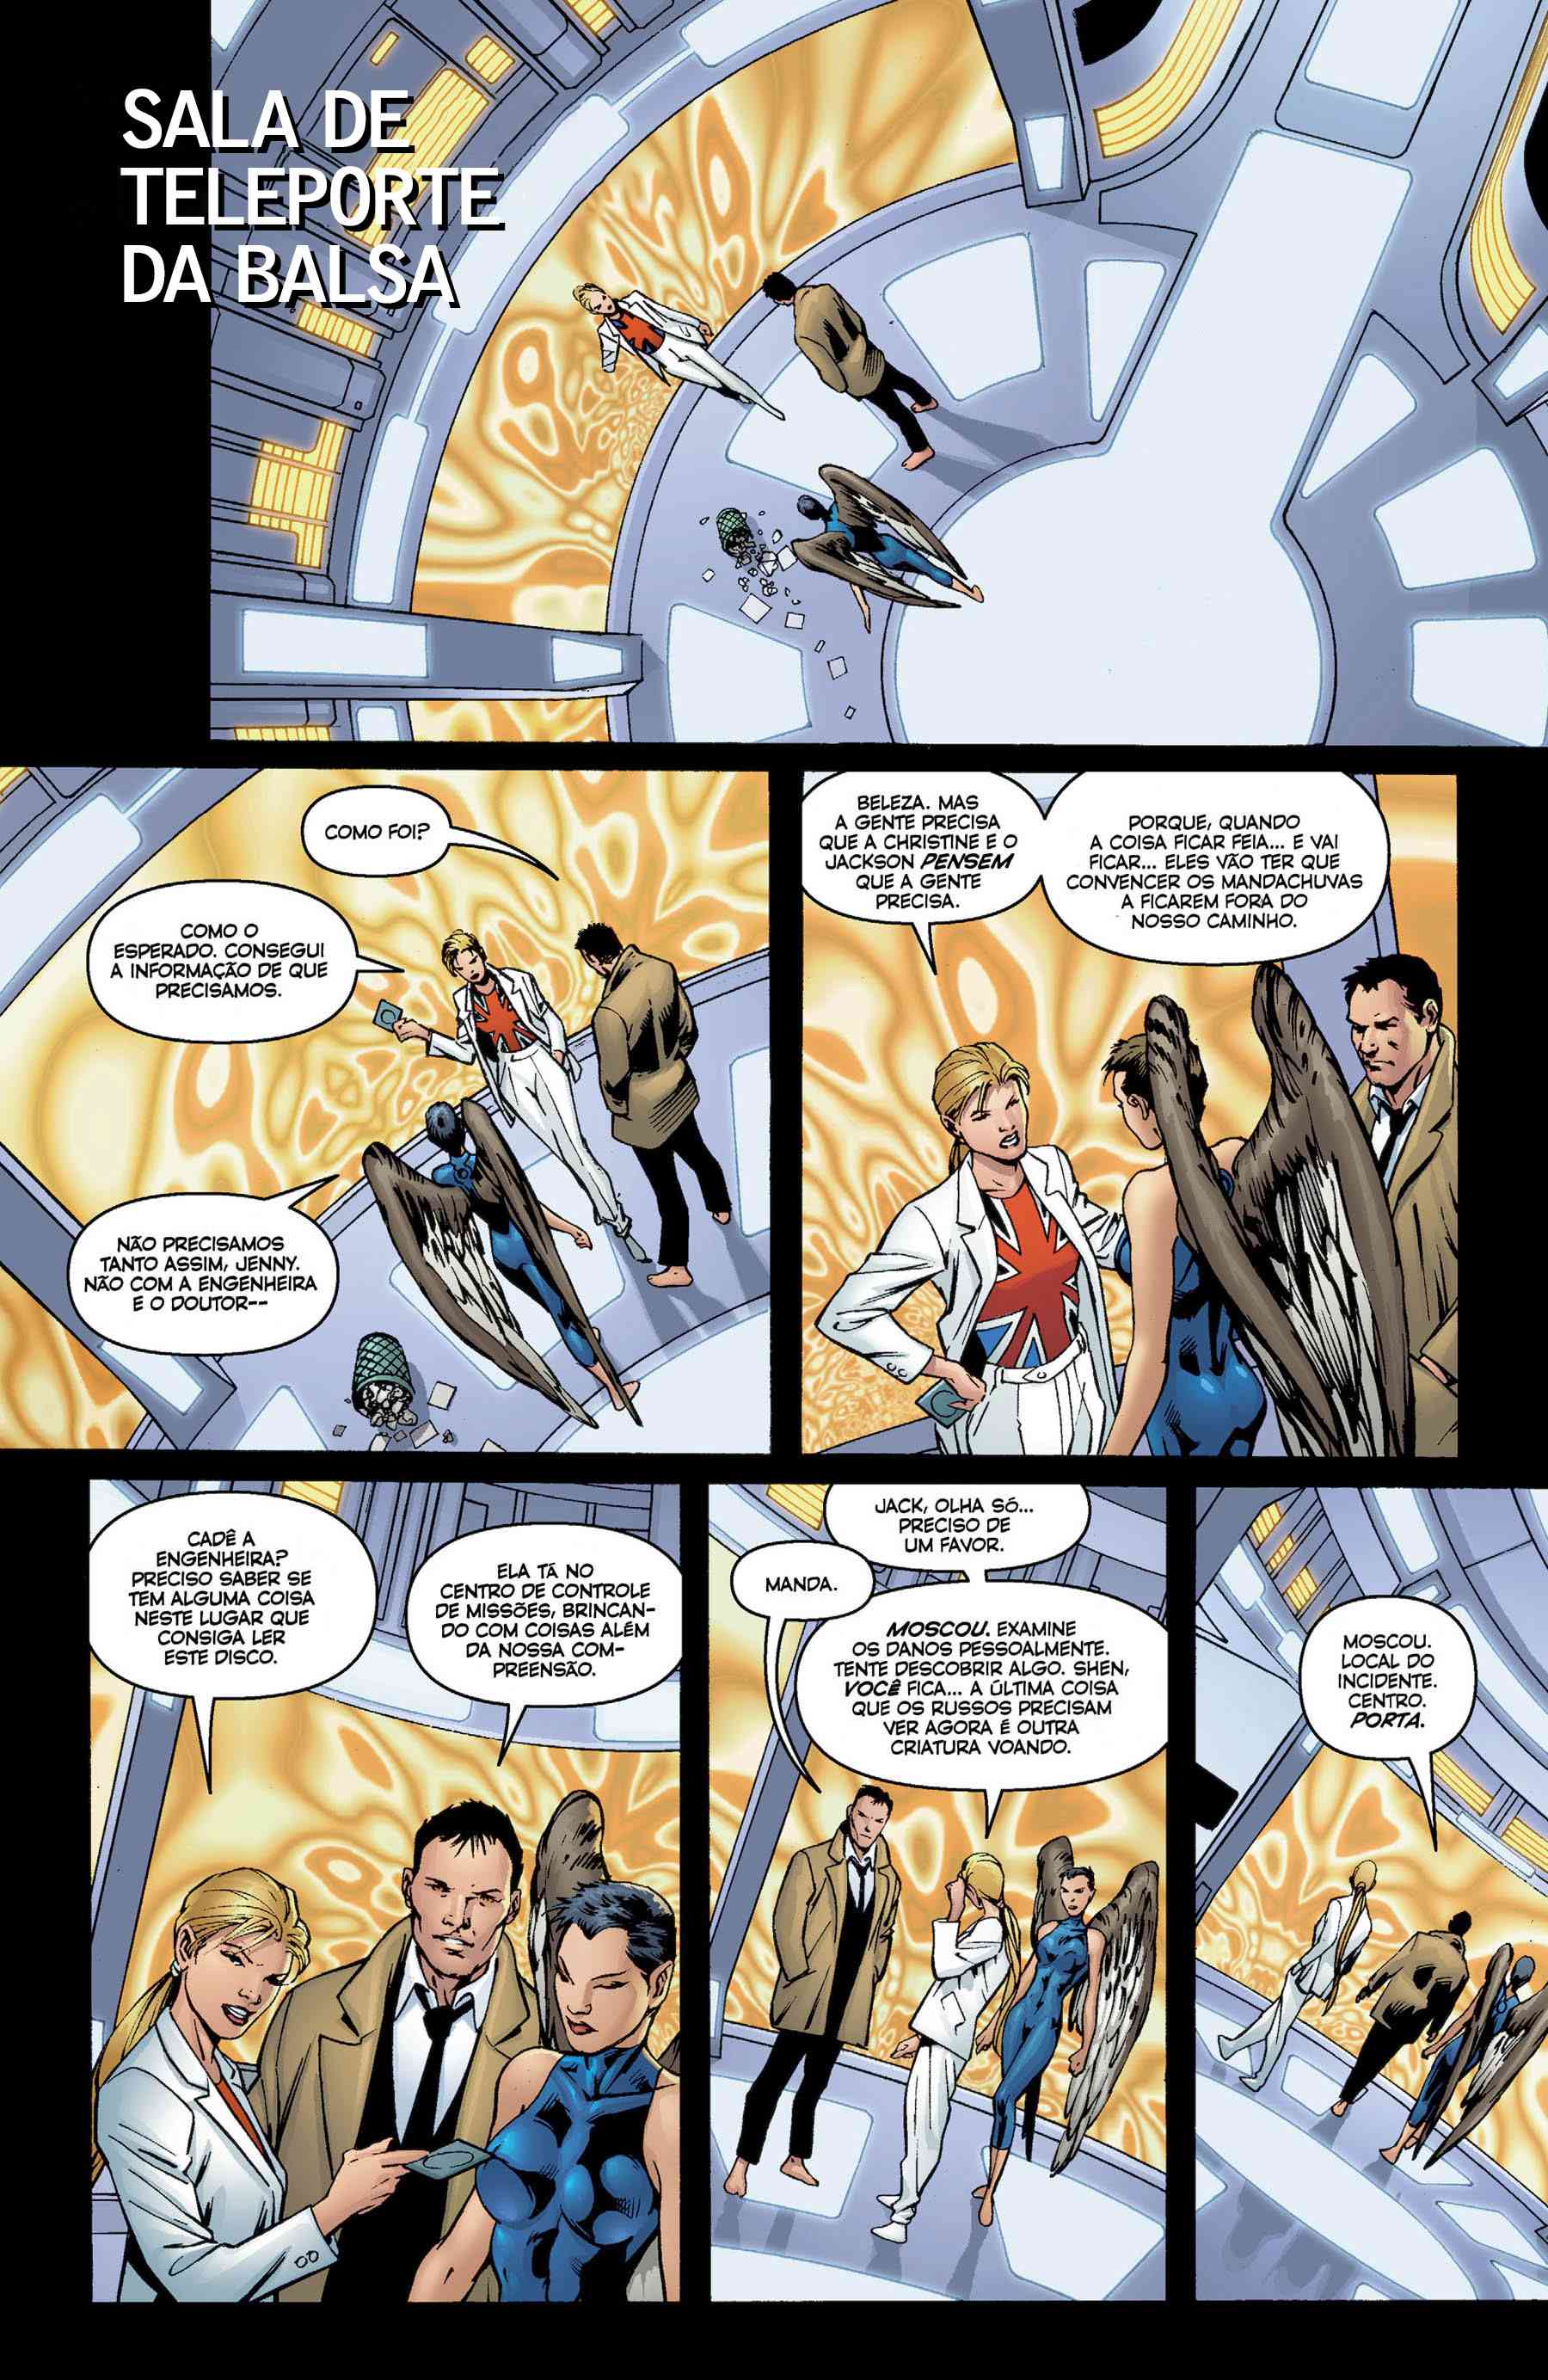 SALA DE
TELEPORTE
DA BALSA
COMO FOI?
COMO O
ESPERADO. CONSEGUI
A INFORMAÇÃO DE QUE
PRECISAMOS.
NÃO PRECISAMOS
TANTO ASSIM, JENNY.
NÃO COM A ENGENHEIRA
E O DOUTOR--
BELEZA. MAS
A GENTE PRECISA
QUE A CHRISTINE E O
JACKSON PENSEM
QUE A GENTE
PRECISA.
PORQUE, QUANDO
A COISA FICAR FEIA... E VAI
FICAR... ELES VÃO TER QUE
CONVENCER OS MANDACHUVAS
A FICAREM FORA DO
NOSSO CAMINHO.
CADÊ A
ENGENHEIRA?
PRECISO SABER SE
TEM ALGUMA COISA
NESTE LUGAR QUE
CONSIGA LER
ESTE DISCO.
ELA TÁ NO
CENTRO DE CONTROLE
DE MISSÕES, BRINCAN-
DO COM COISAS ALÉM
DA NOSSA COM-
PREENSÃO.
JACK, OLHA SÓ...
PRECISO DE
UM FAVOR.
MANDA.
MOSCOU. EXAMINE
OS DANOS PESSOALMENTE.
TENTE DESCOBRIR ALGO. SHEN,
VOCÊ FICA... A ÚLTIMA COISA
QUE OS RUSSOS PRECISAM
VER AGORA É OUTRA
CRIATURA VOANDO.
MOSCOU.
LOCAL DO
INCIDENTE.
CENTRO.
PORTA.